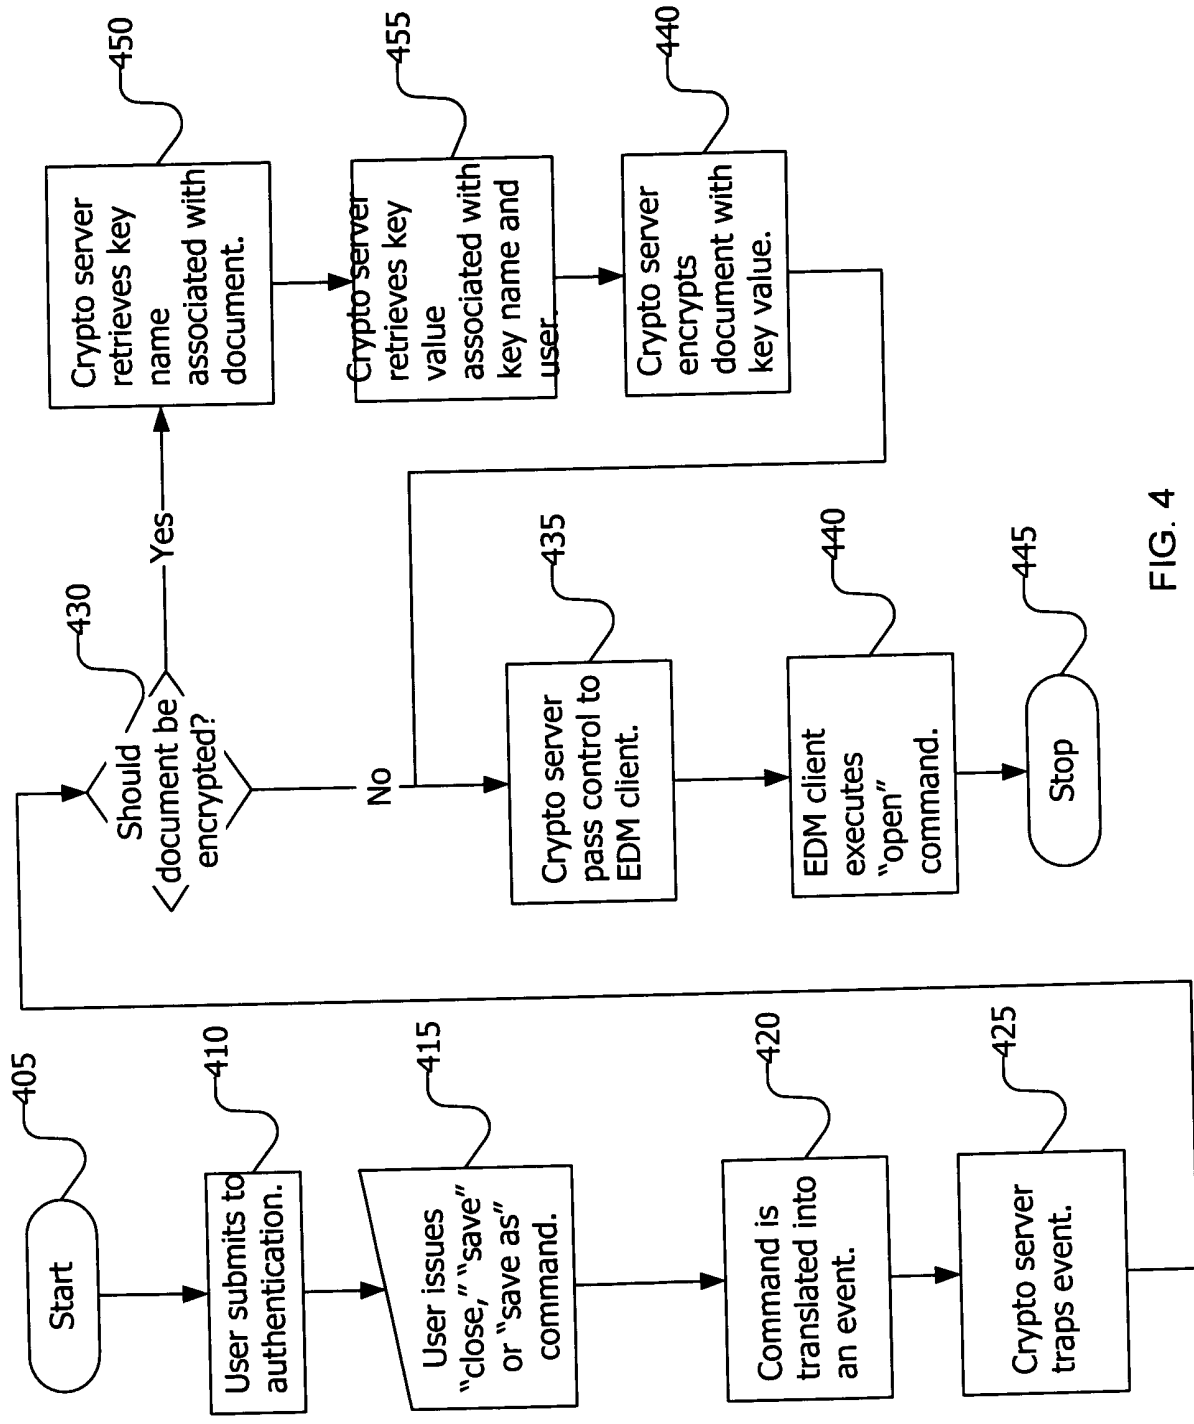 405
Start
410
User submits to
authentication.
415
User issues
“close,” “save”
or “save as”
command.
420
Command is
translated into
an event.
425
Crypto server
traps event.
430
Should
document be
encrypted?
Yes
No
435
Crypto server
pass control to
EDM client.
440
EDM client
executes
“open”
command.
445
Stop
450
Crypto server
retrieves key
name
associated with
document.
455
Crypto server
retrieves key
value
associated with
key name and
user.
440
Crypto server
encrypts
document with
key value.
FIG. 4